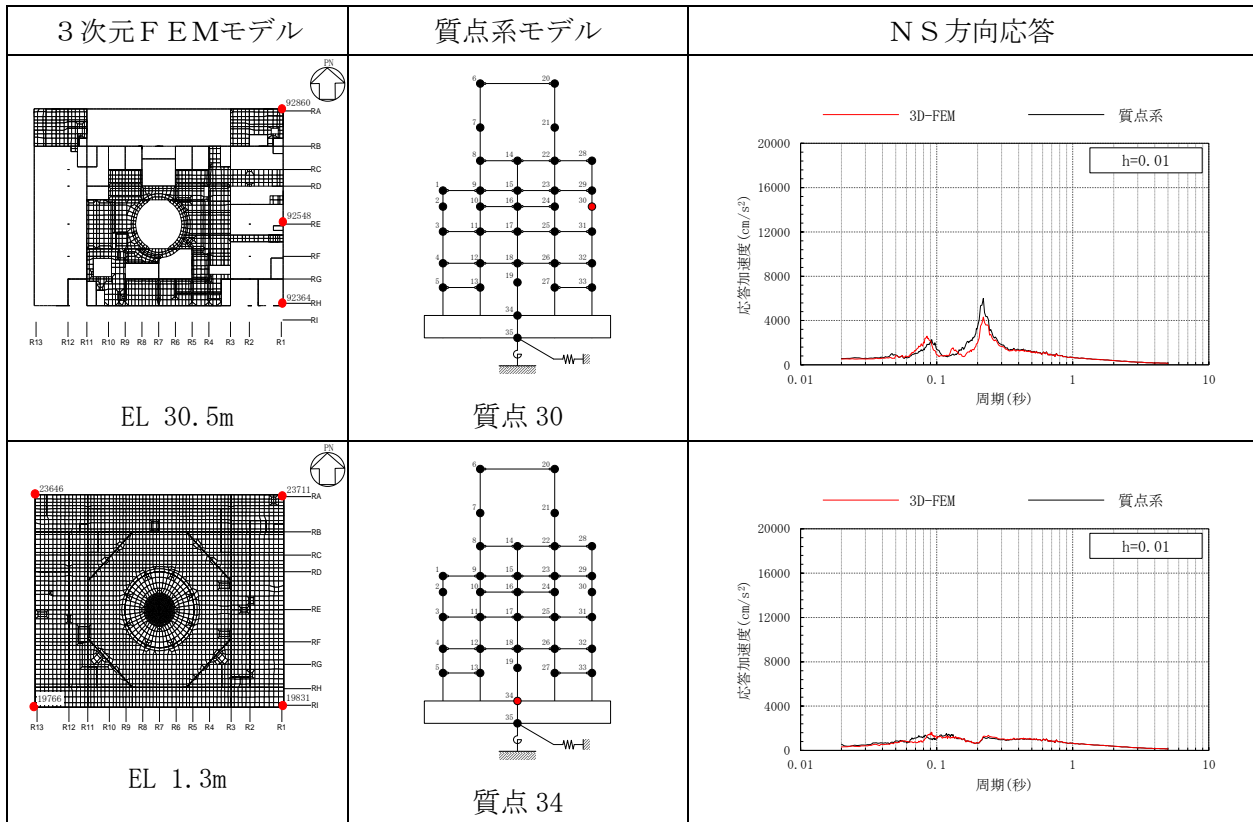 3次元FEMモデル
質点系モデル
NS方向応答
PN
92860
RA
RB
RC
RD
92548
RE
RF
RG
92364
RH
RI
R13 R12 R11 R10 R9 R8 R7 R6 R5 R4 R3 R2 R1
EL 30.5m
6 20
7 21
8 14 22 28
1 9 15 23 29
2 10 16 24 30
3 11 17 25 31
4 12 18 26 32
19
5 13 27 33
34
35
質点 30
3D-FEM 質点系
h=0.01
20000
16000
12000
8000
4000
0
応答加速度(cm/s²)
0.01 0.1 1 10
周期(秒)
PN
23646
23711
RA
RB
RC
RD
RE
RF
RG
RH
19766
19831
RI
R13 R12 R11 R10 R9 R8 R7 R6 R5 R4 R3 R2 R1
EL 1.3m
6 20
7 21
8 14 22 28
1 9 15 23 29
2 10 16 24 30
3 11 17 25 31
4 12 18 26 32
19
5 13 27 33
34
35
質点 34
3D-FEM 質点系
h=0.01
20000
16000
12000
8000
4000
0
応答加速度(cm/s²)
0.01 0.1 1 10
周期(秒)